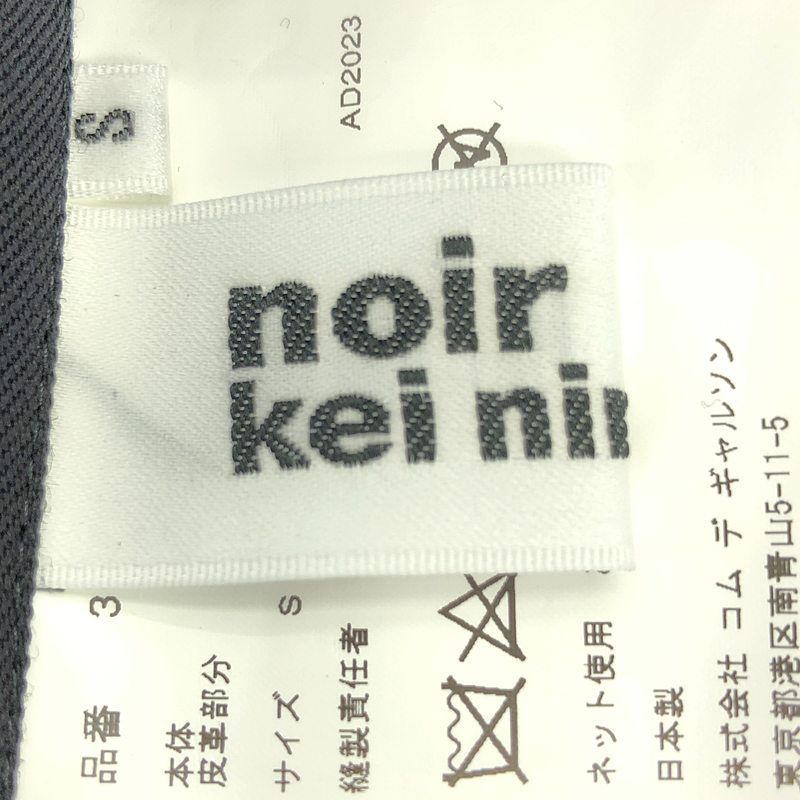 S
AD2023
noir
kei nin
品番 3
本体
皮革部分
サイズ S
縫製責任者
ネット使用
日本製
株式会社 コム デ ギャルソン
東京都港区南青山5-11-5